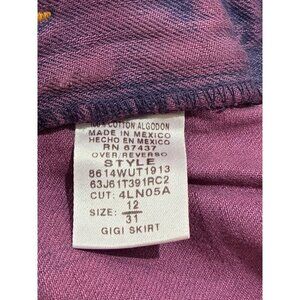 COTTON ALGODON
MADE IN MEXICO
HECHO EN MEXICO
RN 67437
OVER/REVERSO
STYLE
8614WUT1913
63J61T391RC2
CUT: 4LN05A
12
SIZE:
31
GIGI SKIRT